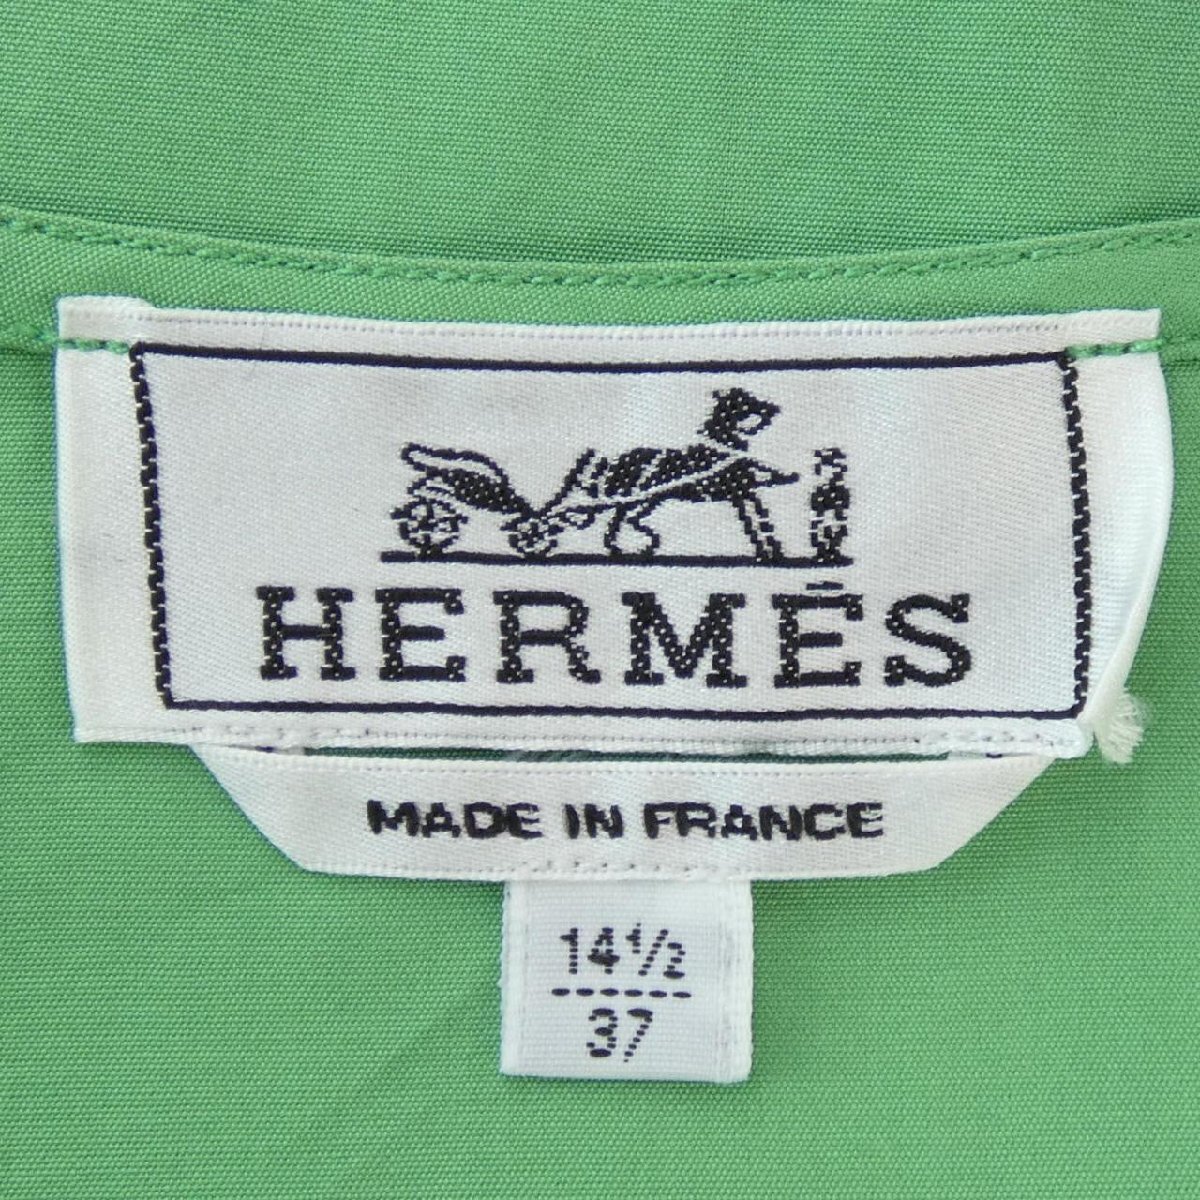 HERMÈS
MADE IN FRANCE
14½
37